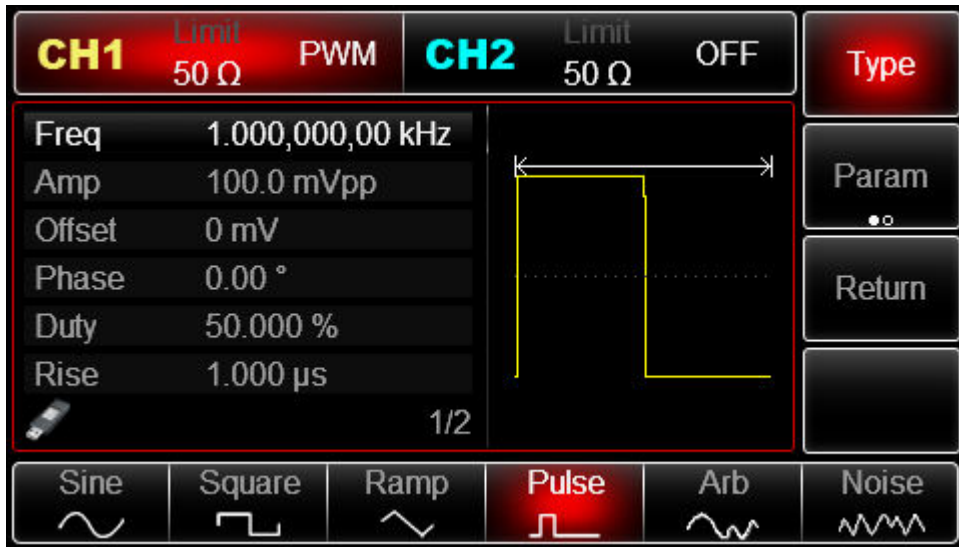 CH1 Limit 50 Ω PWM
CH2 Limit 50 Ω OFF
Type
Freq 1.000,000,00 kHz
Amp 100.0 mVpp
Offset 0 mV
Phase 0.00 °
Duty 50.000 %
Rise 1.000 µs
1/2
Param
Return
Sine Square Ramp Pulse Arb Noise